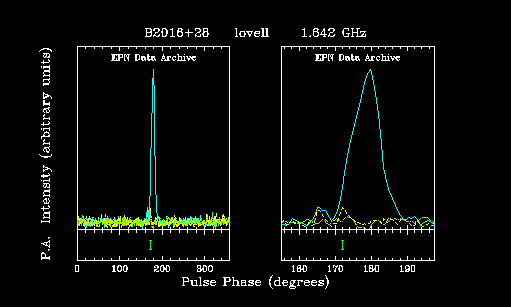 B2016+28 lovell 1.642 GHz
EPN Data Archive EPN Data Archive
P.A. Intensity (arbitrary units)
0 100 200 300 160 170 180 190
Pulse Phase (degrees)